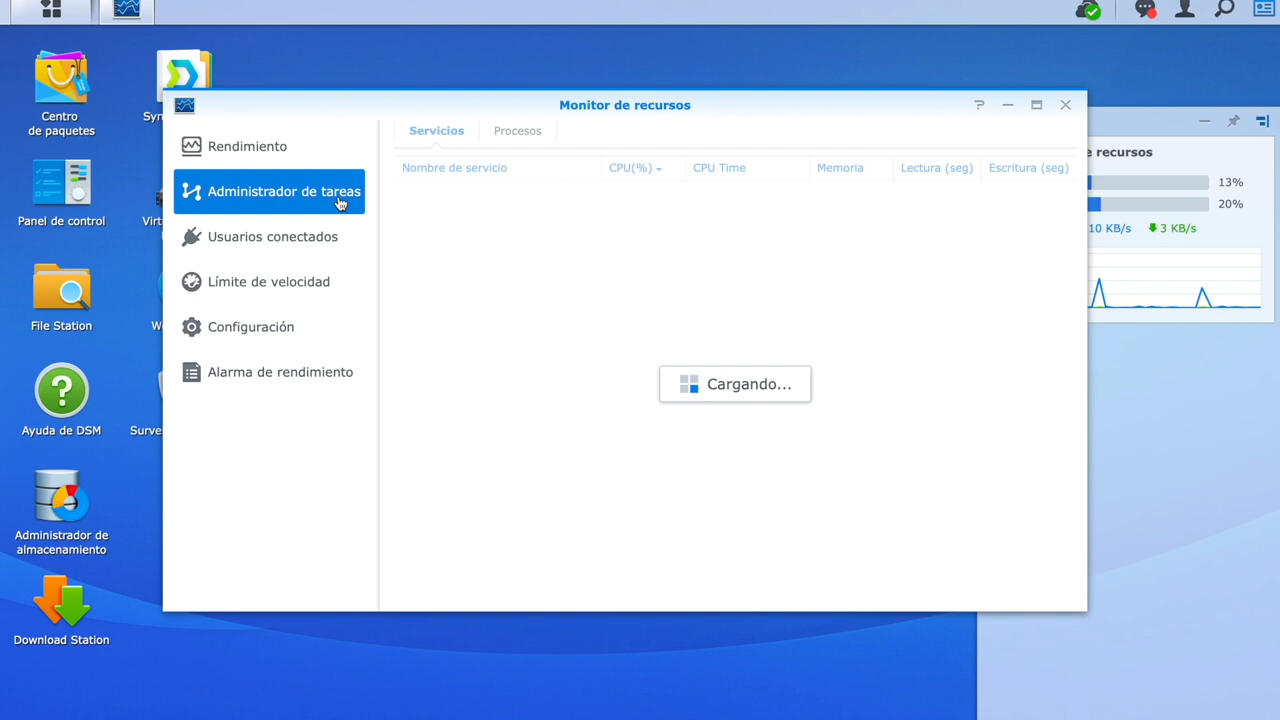 Centro
de paquetes
Panel de control
File Station
Ayuda de DSM
Administrador de
almacenamiento
Download Station
Monitor de recursos
Rendimiento
Administrador de tareas
Usuarios conectados
Límite de velocidad
Configuración
Alarma de rendimiento
Servicios
Procesos
Nombre de servicio
CPU(%)
CPU Time
Memoria
Lectura (seg)
Escritura (seg)
Cargando...
recursos
13%
20%
10 KB/s
3 KB/s